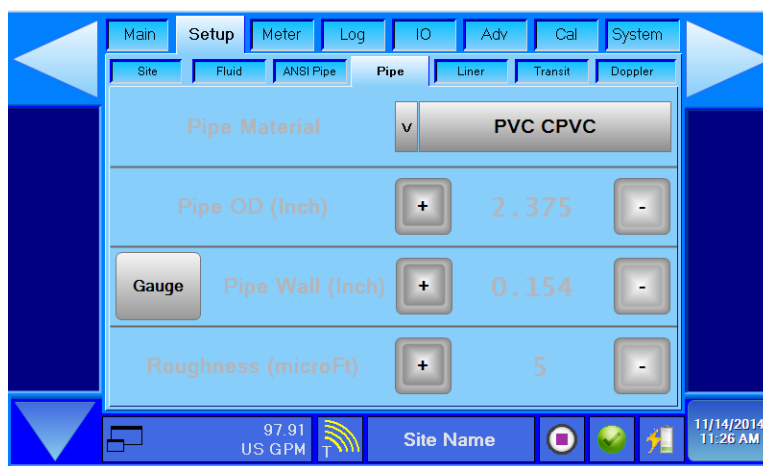 Main Setup Meter Log IO Adv Cal System
Site Fluid ANSI Pipe Pipe Liner Transit Doppler
Pipe Material v PVC CPVC
Pipe OD (Inch) + 2.375 -
Gauge Pipe Wall (Inch) + 0.154 -
Roughness (microFt) + 5 -
97.91
US GPM
T
Site Name
11/14/2014
11:26 AM